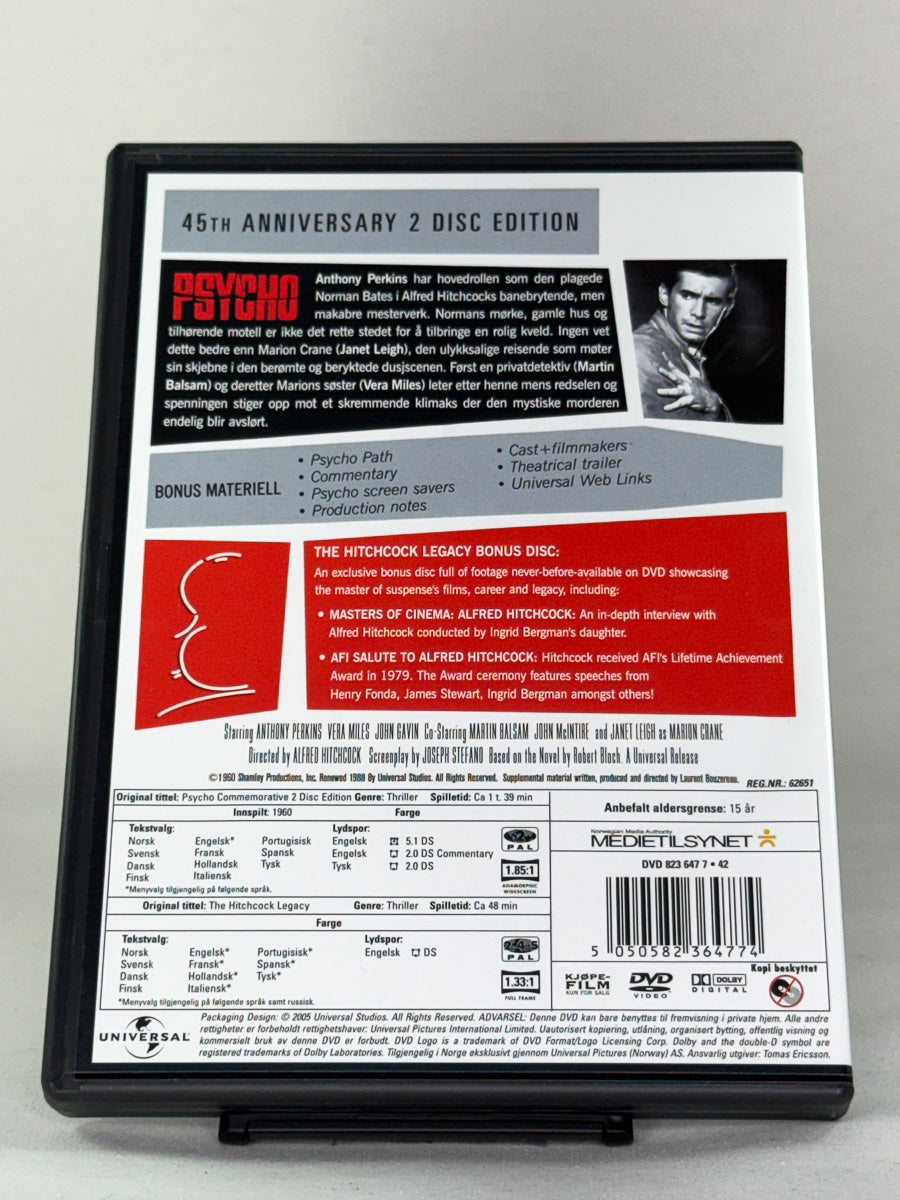 45TH ANNIVERSARY 2 DISC EDITION
PSYCHO
Anthony Perkins har hovedrollen som den plagede
Norman Bates i Alfred Hitchcocks banebrytende, men
makabre mesterverk. Normans mørke, gamle hus og
tilhørende motell er ikke det rette stedet for å tilbringe en rolig kveld. Ingen vet
dette bedre enn Marion Crane (Janet Leigh), den ulykksalige reisende som møter
sin skjebne i den berømte og beryktede dusjscenen. Først en privatdetektiv (Martin
Balsam) og deretter Marions søster (Vera Miles) leter etter henne mens redselen og
spenningen stiger opp mot et skremmende klimaks der den mystiske morderen
endelig blir avslørt.
BONUS MATERIELL
• Psycho Path
• Commentary
• Psycho screen savers
• Production notes
• Cast+filmmakers
• Theatrical trailer
• Universal Web Links
THE HITCHCOCK LEGACY BONUS DISC:
An exclusive bonus disc full of footage never-before-available on DVD showcasing
the master of suspense's films, career and legacy, including:
• MASTERS OF CINEMA: ALFRED HITCHCOCK: An in-depth interview with
Alfred Hitchcock conducted by Ingrid Bergman's daughter.
• AFI SALUTE TO ALFRED HITCHCOCK: Hitchcock received AFI's Lifetime Achievement
Award in 1979. The Award ceremony features speeches from
Henry Fonda, James Stewart, Ingrid Bergman amongst others!
Starring ANTHONY PERKINS VERA MILES JOHN GAVIN Co-Starring MARTIN BALSAM JOHN McINTIRE and JANET LEIGH as MARION CRANE
Directed by ALFRED HITCHCOCK Screenplay by JOSEPH STEFANO Based on the Novel by Robert Bloch. A Universal Release
©1960 Shamley Productions, Inc. Renewed 1988 By Universal Studios. All Rights Reserved. Supplemental material written, produced and directed by Laurent Bouzereau.
REG.NR.: 62651
Original tittel: Psycho Commemorative 2 Disc Edition Genre: Thriller Spilletid: Ca 1 t. 39 min
Innspilt: 1960 Farge
Tekstvalg: Lydspor:
Norsk Engelsk* Portugisisk Engelsk 5.1 DS
Svensk Fransk Spansk Engelsk 2.0 DS Commentary
Dansk Hollandsk Tysk Tysk 2.0 DS
Finsk Italiensk
*Menyvalg tilgjengelig på følgende språk.
2
PAL
1.85:1
ANAMORPHIC
WIDESCREEN
Original tittel: The Hitchcock Legacy Genre: Thriller Spilletid: Ca 48 min
Farge
Tekstvalg: Lydspor:
Norsk Engelsk* Portugisisk* Engelsk DS
Svensk Fransk* Spansk*
Dansk Hollandsk* Tysk*
Finsk Italiensk*
*Menyvalg tilgjengelig på følgende språk samt russisk.
2.4.5
PAL
1.33:1
FULL FRAME
Anbefalt aldersgrense: 15 år
Norwegian Media Authority
MEDIETILSYNET
DVD 823 647 7 • 42
5 050582 364774
KJØPE-
FILM
KUN FOR SALG
DVD
VIDEO
DOLBY
DIGITAL
Kopi beskyttet
UNIVERSAL
Packaging Design: © 2005 Universal Studios. All Rights Reserved. ADVARSEL: Denne DVD kan bare benyttes til fremvisning i private hjem. Alle andre
rettigheter er forbeholdt rettighetshaver: Universal Pictures International Limited. Uautorisert kopiering, utlåning, organisert bytting, offentlig visning og
kommersielt bruk av denne DVD er forbudt. DVD Logo is a trademark of DVD Format/Logo Licensing Corp. Dolby and the double-D symbol are
registered trademarks of Dolby Laboratories. Tilgjengelig i Norge eksklusivt gjennom Universal Pictures (Norway) AS. Ansvarlig utgiver: Tomas Ericsson.